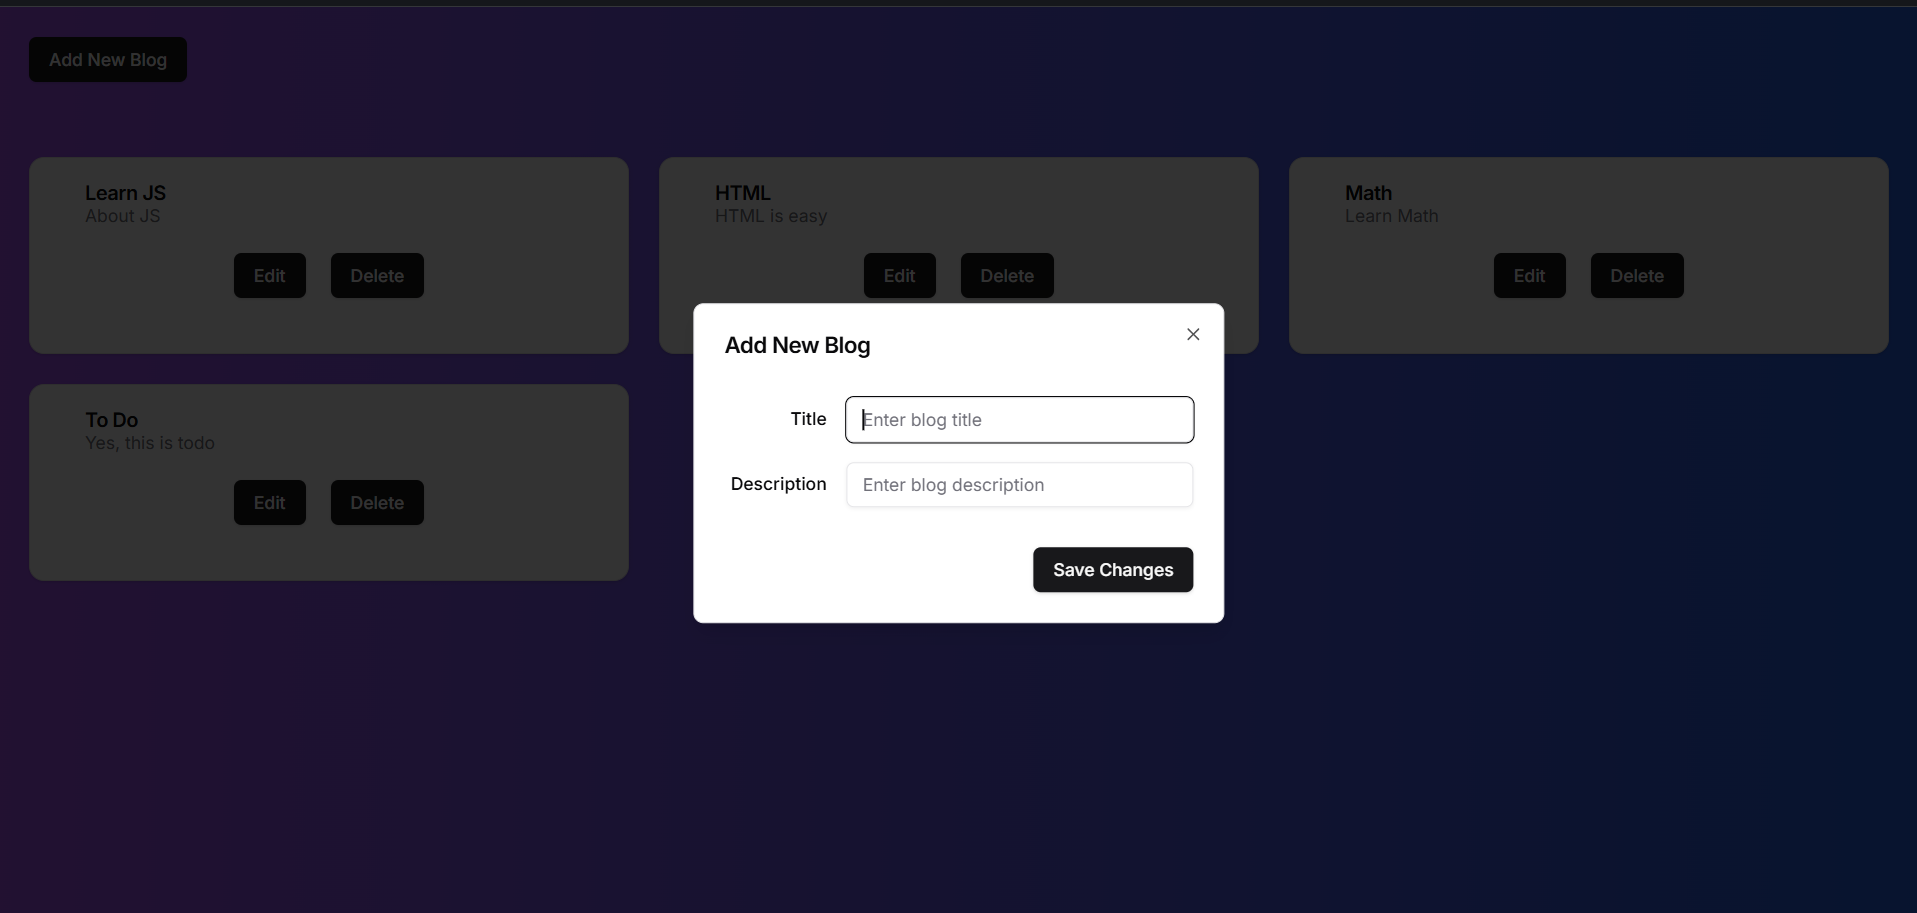 Add New Blog
Learn JS
About JS
Edit Delete
HTML
HTML is easy
Edit Delete
Math
Learn Math
Edit Delete
To Do
Yes, this is todo
Edit Delete
Add New Blog
Title Enter blog title
Description Enter blog description
Save Changes